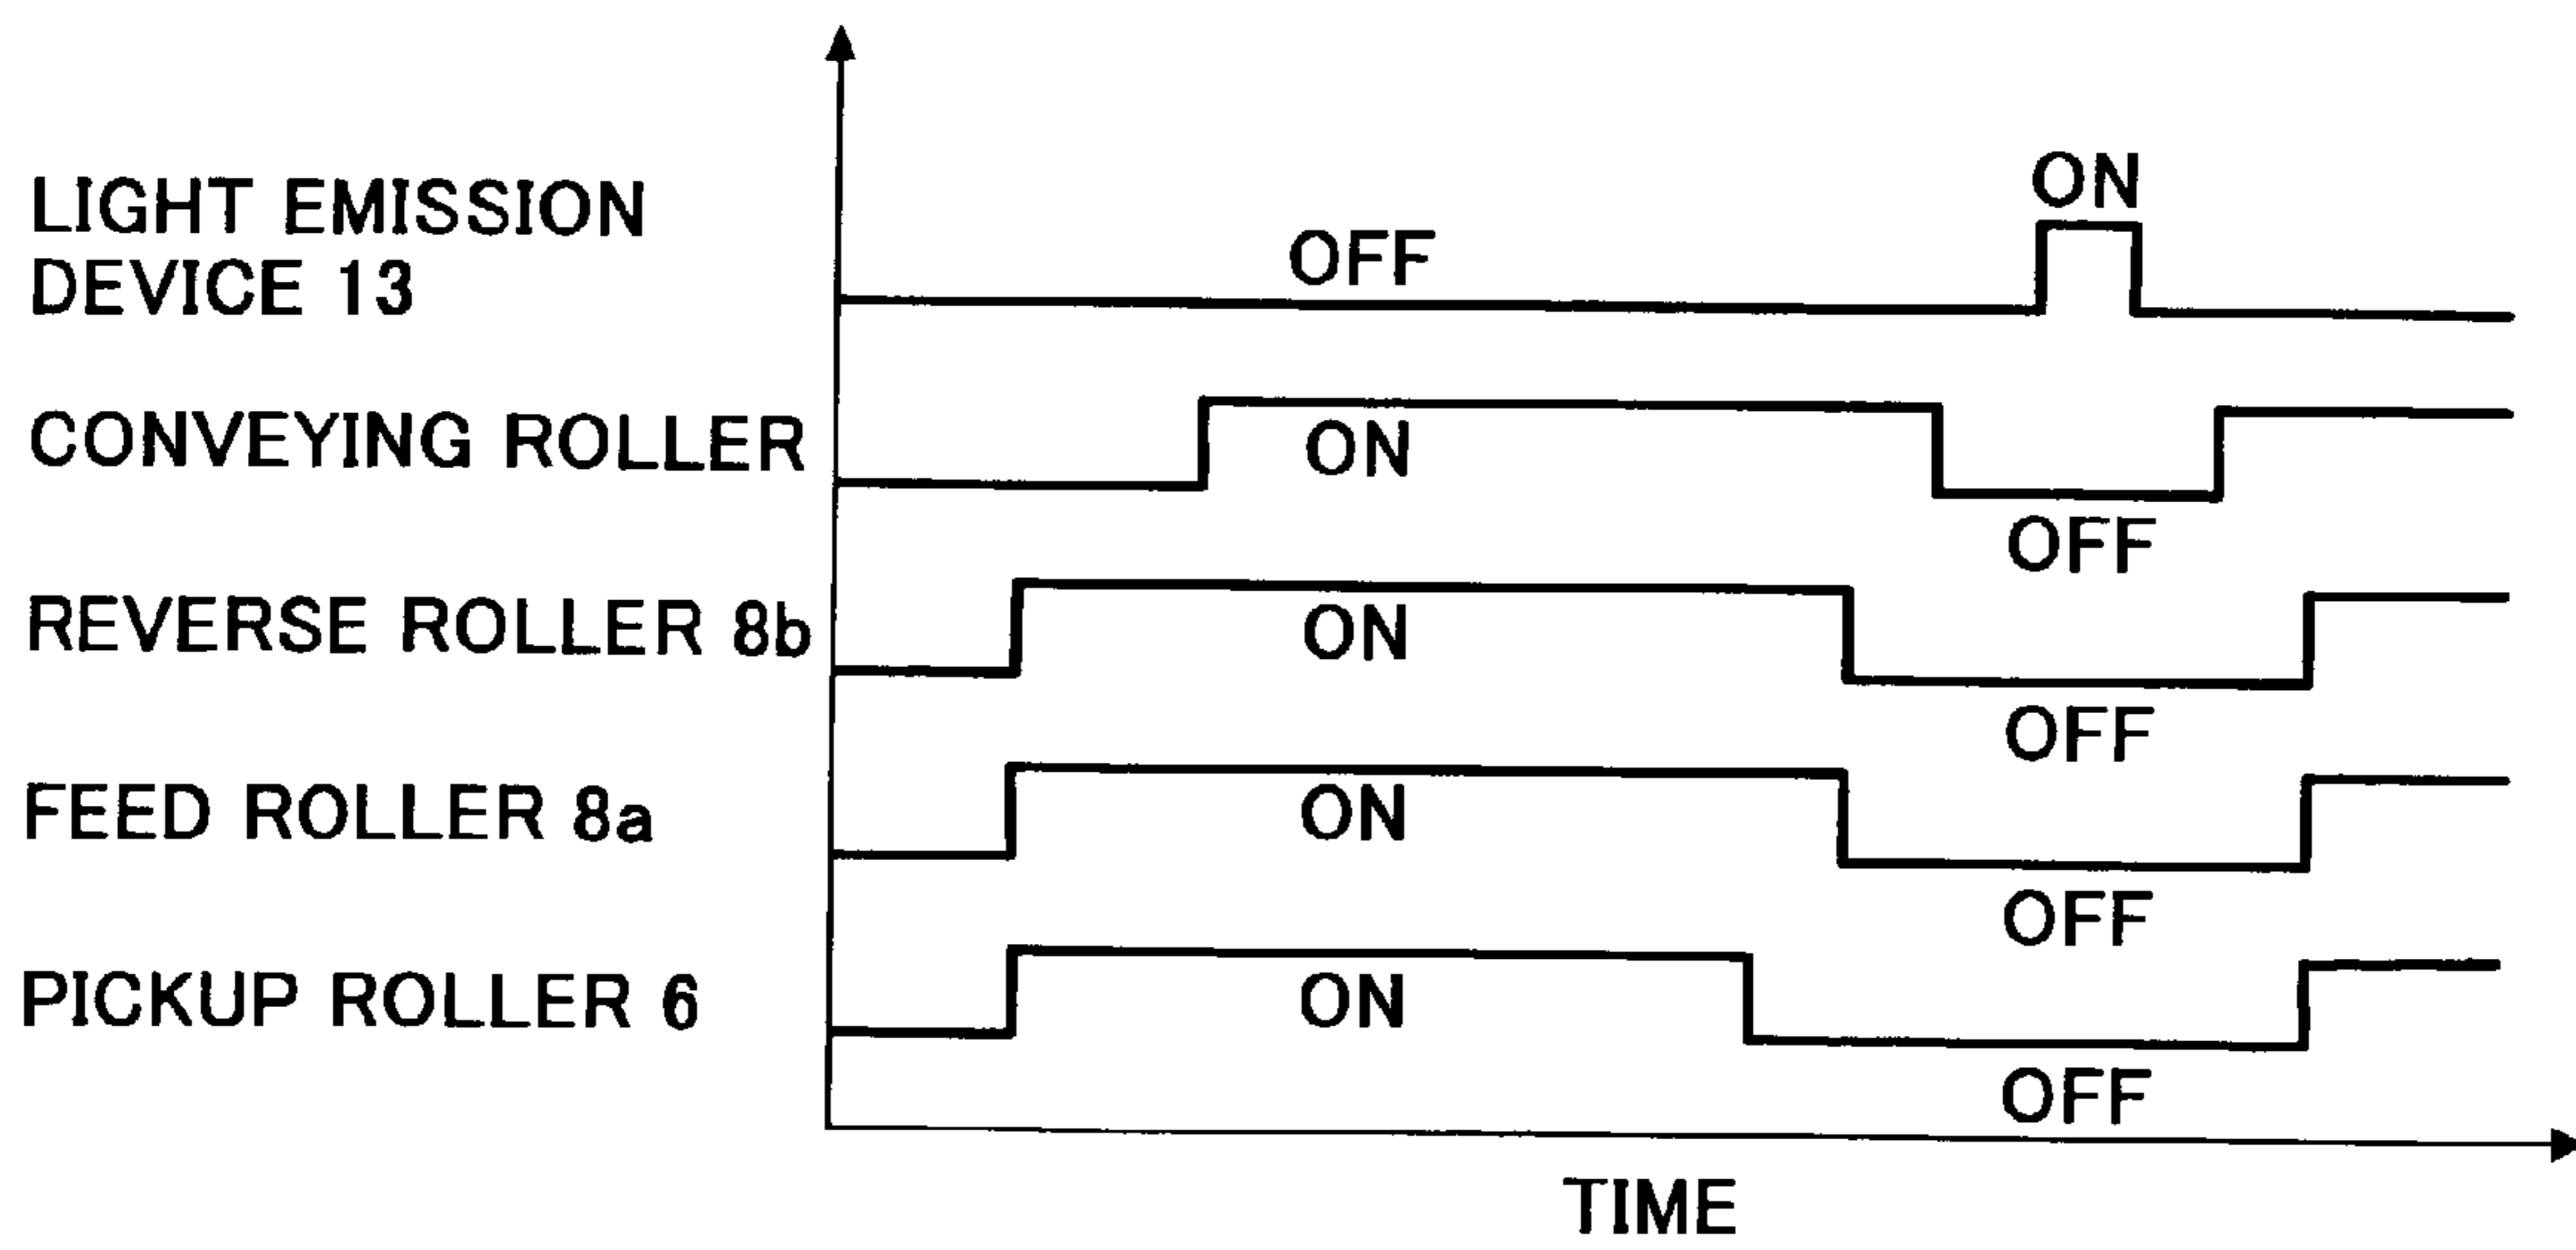 LIGHT EMISSION
DEVICE 13
OFF
ON
CONVEYING ROLLER
ON
OFF
REVERSE ROLLER 8b
ON
OFF
FEED ROLLER 8a
ON
OFF
PICKUP ROLLER 6
ON
OFF
TIME